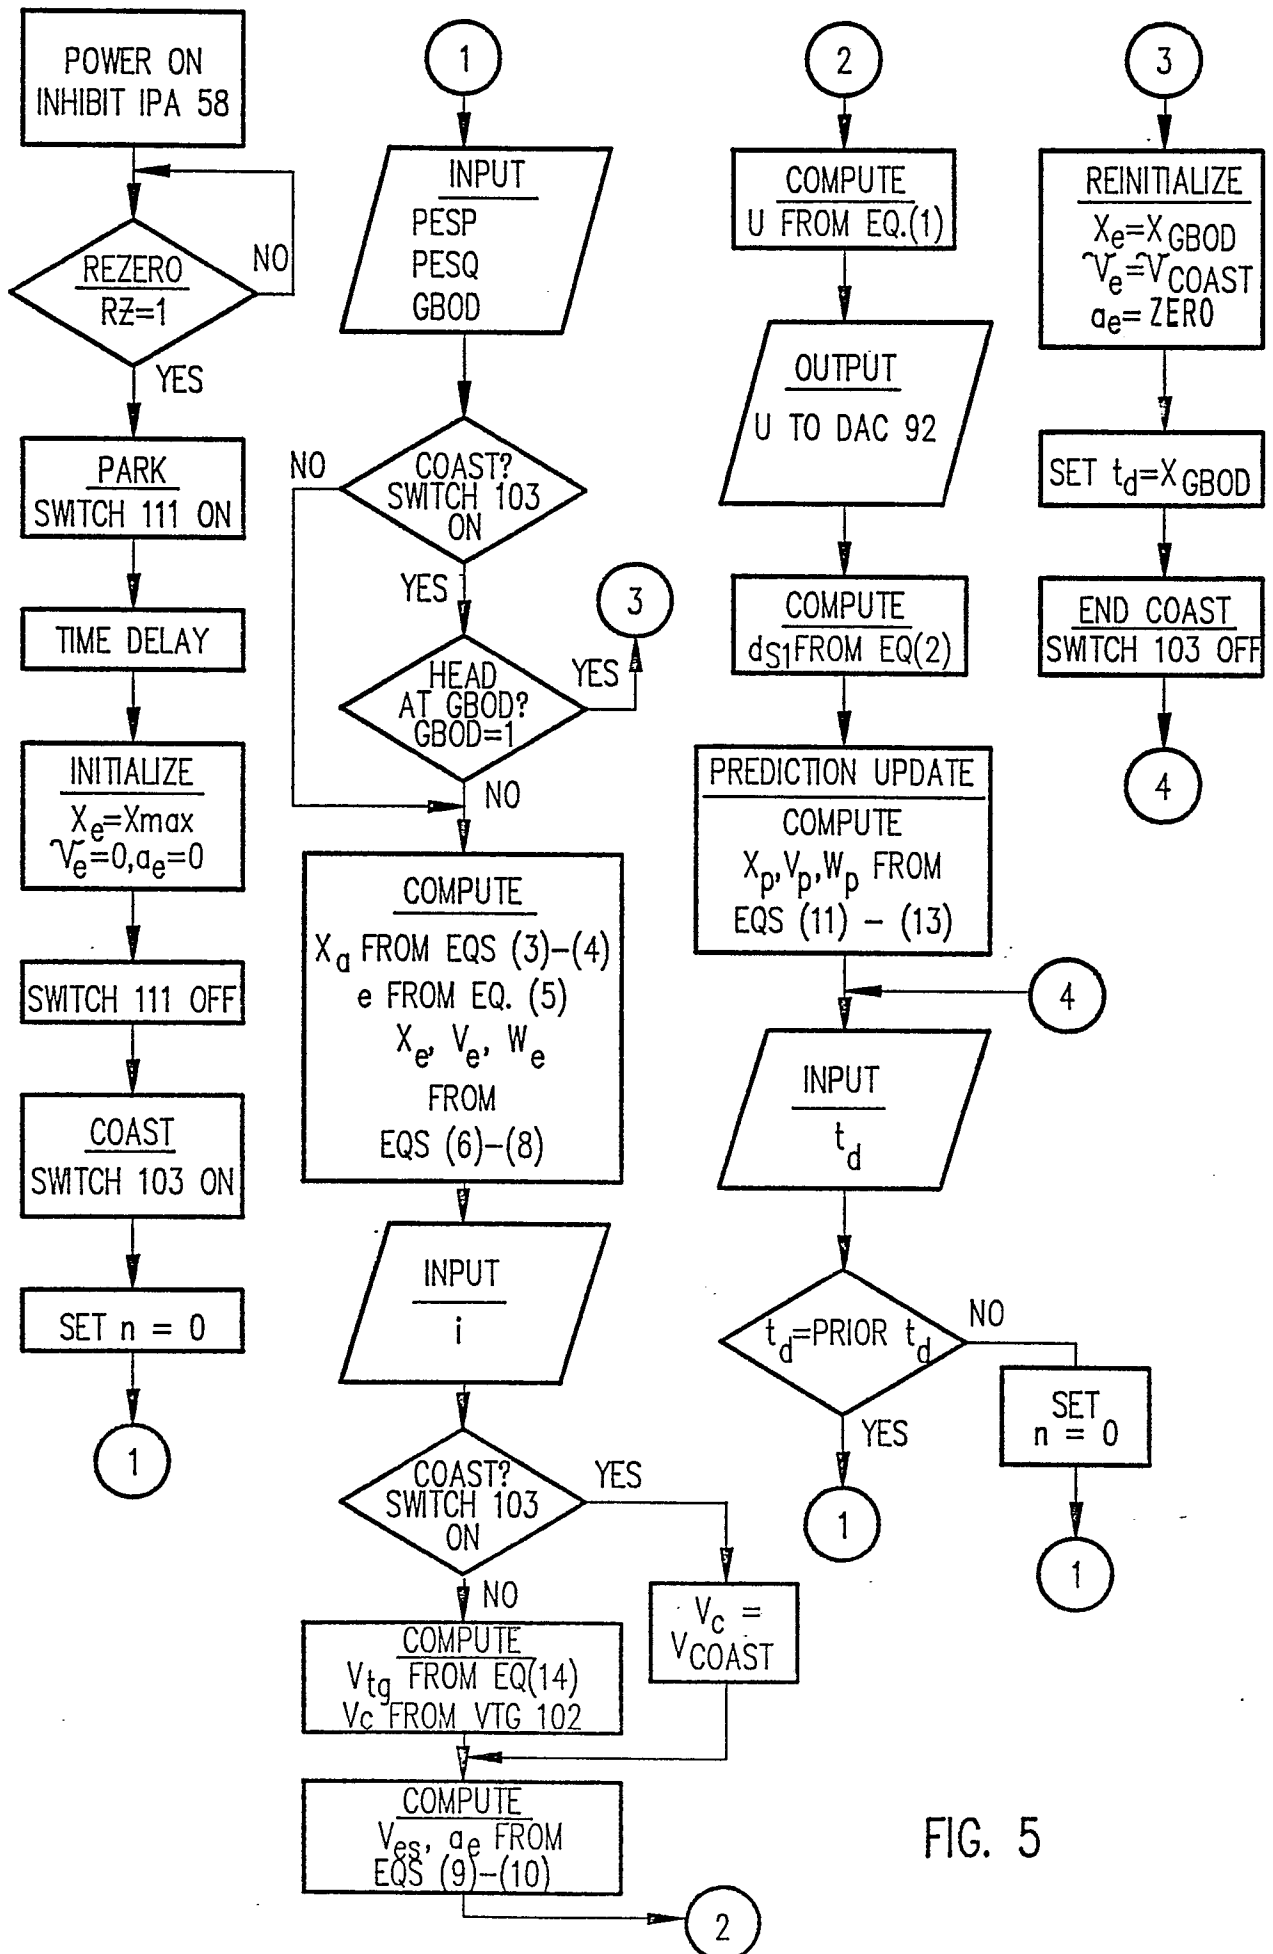 POWER ON
INHIBIT IPA 58
REZERO
RZ=1
NO
YES
PARK
SWITCH 111 ON
TIME DELAY
INITIALIZE
Xe=Xmax
Ve=0,ae=0
SWITCH 111 OFF
COAST
SWITCH 103 ON
SET n = 0
1
1
INPUT
PESP
PESQ
GBOD
COAST?
SWITCH 103
ON
NO
YES
HEAD
AT GBOD?
GBOD=1
YES
3
NO
COMPUTE
Xa FROM EQS (3)-(4)
e FROM EQ. (5)
Xe, Ve, We
FROM
EQS (6)-(8)
INPUT
i
COAST?
SWITCH 103
ON
YES
NO
COMPUTE
Vtg FROM EQ(14)
Vc FROM VTG 102
Vc =
VCOAST
COMPUTE
Ves, ae FROM
EQS (9)-(10)
2
2
COMPUTE
U FROM EQ.(1)
OUTPUT
U TO DAC 92
COMPUTE
dS1 FROM EQ(2)
PREDICTION UPDATE
COMPUTE
Xp,Vp,Wp FROM
EQS (11) - (13)
4
INPUT
td
td=PRIOR td
NO
YES
1
SET
n = 0
1
3
REINITIALIZE
Xe=XGBOD
Ve=VCOAST
ae= ZERO
SET td=XGBOD
END COAST
SWITCH 103 OFF
4
FIG. 5